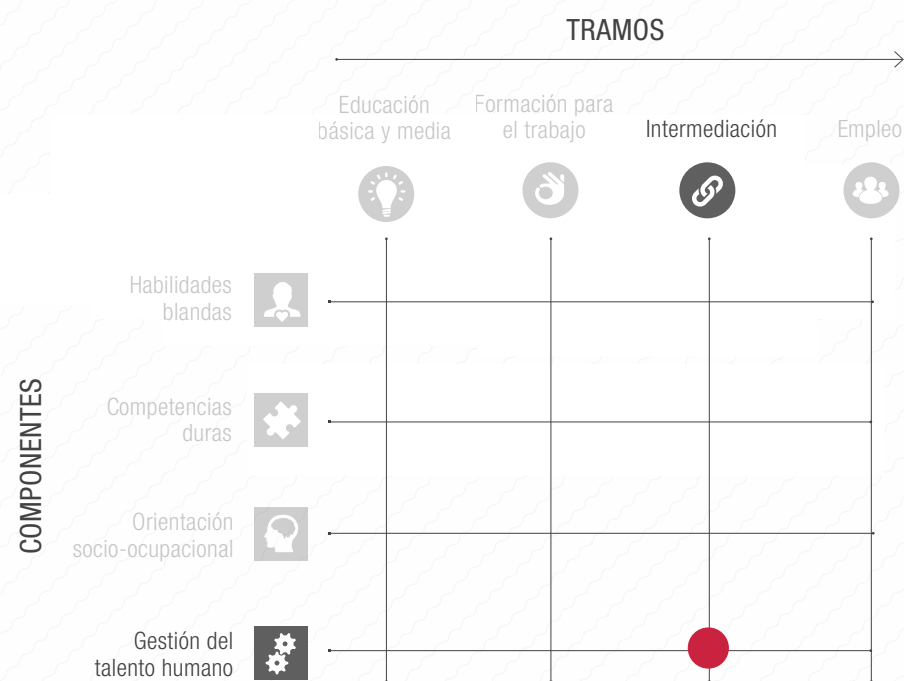 TRAMOS
Educación
básica y media
Formación para
el trabajo
Intermediación
Empleo
COMPONENTES
Habilidades
blandas
Competencias
duras
Orientación
socio-ocupacional
Gestión del
talento humano